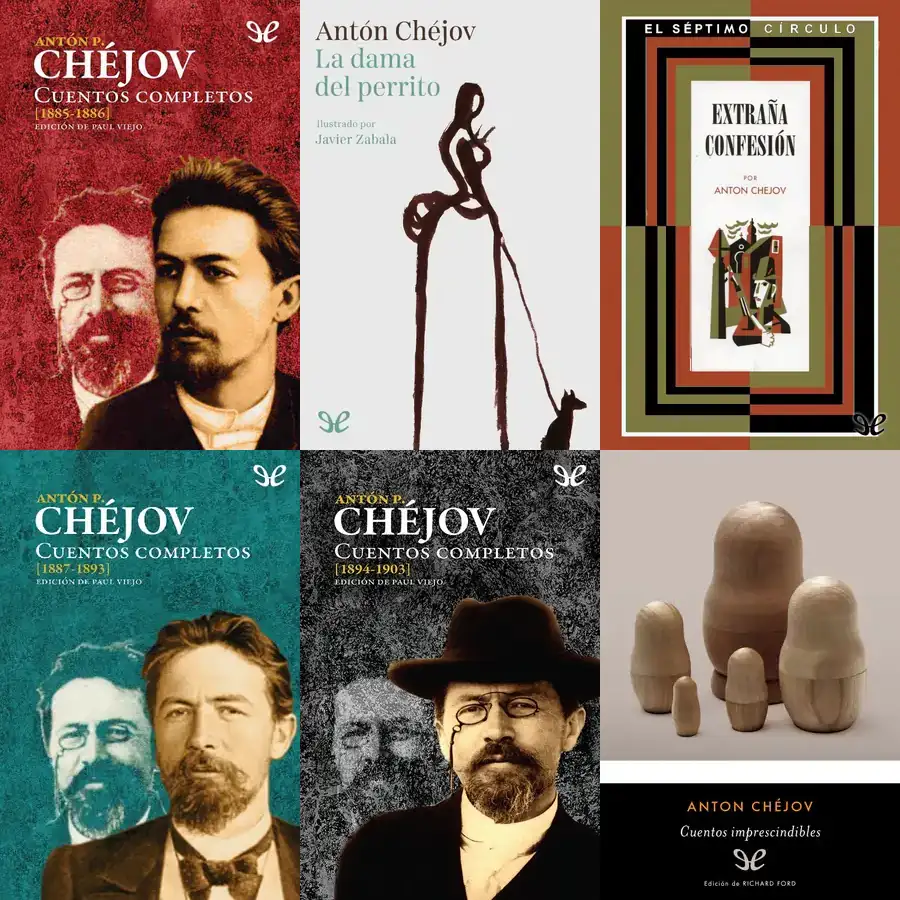 ANTÓN P.
CHÉJOV
CUENTOS COMPLETOS
[1885-1886]
EDICIÓN DE PAUL VIEJO
Antón Chéjov
La dama
del perrito
Ilustrado por
Javier Zabala
EL SÉPTIMO CÍRCULO
EXTRAÑA
CONFESIÓN
POR
ANTON CHEJOV
ANTÓN P.
CHÉJOV
CUENTOS COMPLETOS
[1887-1893]
EDICIÓN DE PAUL VIEJO
ANTÓN P.
CHÉJOV
CUENTOS COMPLETOS
[1894-1903]
EDICIÓN DE PAUL VIEJO
ANTON CHÉJOV
Cuentos imprescindibles
Edición de RICHARD FORD